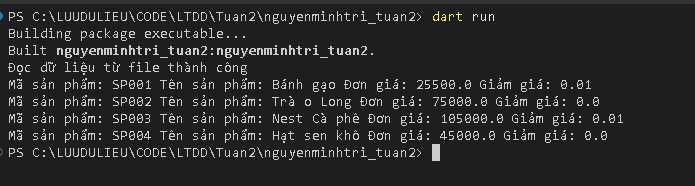 PS C:\LUUDULIEU\CODE\LTDD\Tuan2\nguyenminhtri_tuan2> dart run
Building package executable...
Built nguyenminhtri_tuan2:nguyenminhtri_tuan2.
Đọc dữ liệu từ file thành công
Mã sản phẩm: SP001 Tên sản phẩm: Bánh gạo Đơn giá: 25500.0 Giảm giá: 0.01
Mã sản phẩm: SP002 Tên sản phẩm: Trà o Long Đơn giá: 75000.0 Giảm giá: 0.0
Mã sản phẩm: SP003 Tên sản phẩm: Nest Cà phê Đơn giá: 105000.0 Giảm giá: 0.01
Mã sản phẩm: SP004 Tên sản phẩm: Hạt sen khô Đơn giá: 45000.0 Giảm giá: 0.0
PS C:\LUUDULIEU\CODE\LTDD\Tuan2\nguyenminhtri_tuan2>